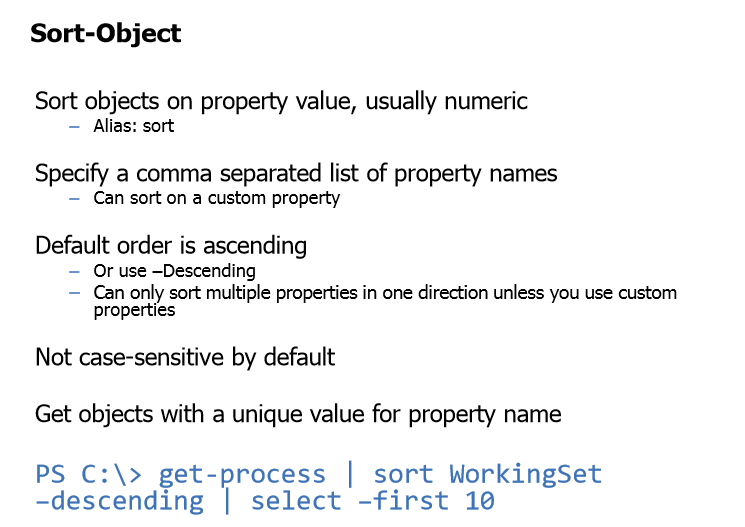 Sort-Object
Sort objects on property value, usually numeric
– Alias: sort
Specify a comma separated list of property names
– Can sort on a custom property
Default order is ascending
– Or use –Descending
– Can only sort multiple properties in one direction unless you use custom
properties
Not case-sensitive by default
Get objects with a unique value for property name
PS C:\> get-process | sort WorkingSet
–descending | select –first 10